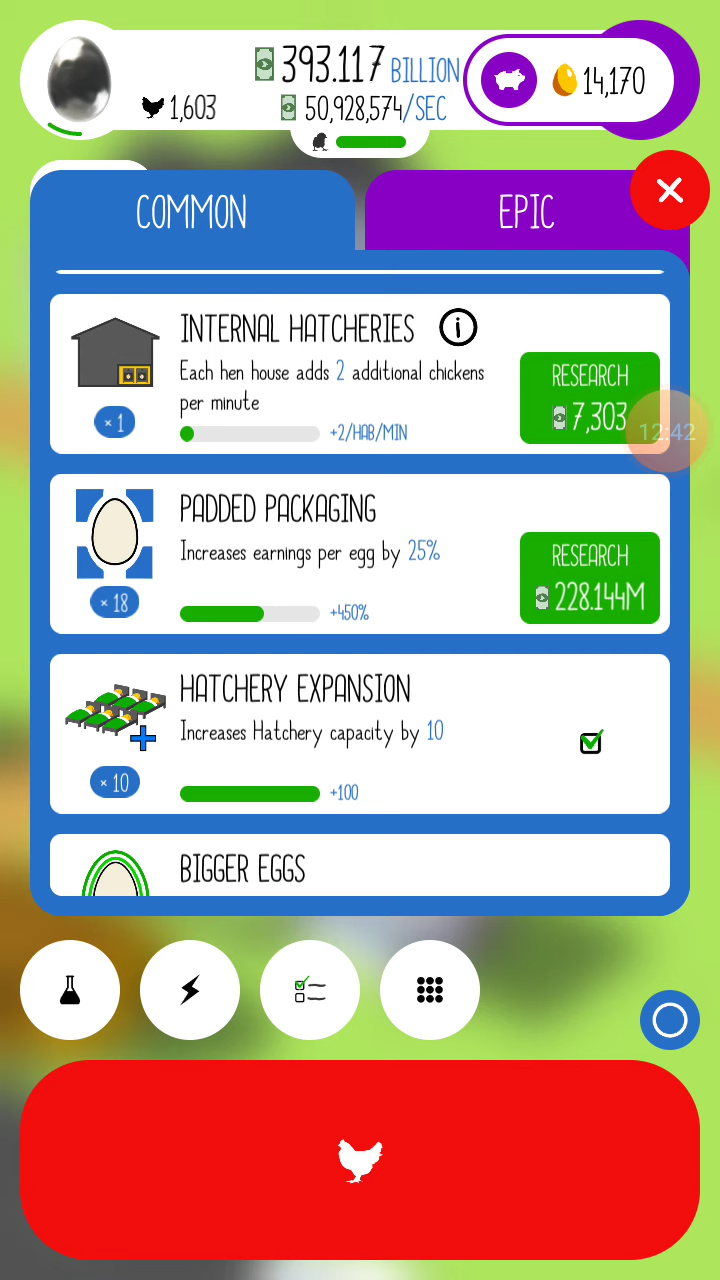 393.117 BILLION
1,603
50,928,574/SEC
14,170
COMMON
EPIC
INTERNAL HATCHERIES
i
Each hen house adds 2 additional chickens
per minute
× 1
+2/HAB/MIN
RESEARCH
7,303
12:42
PADDED PACKAGING
Increases earnings per egg by 25%
× 18
+450%
RESEARCH
228.144M
HATCHERY EXPANSION
Increases Hatchery capacity by 10
× 10
+100
BIGGER EGGS